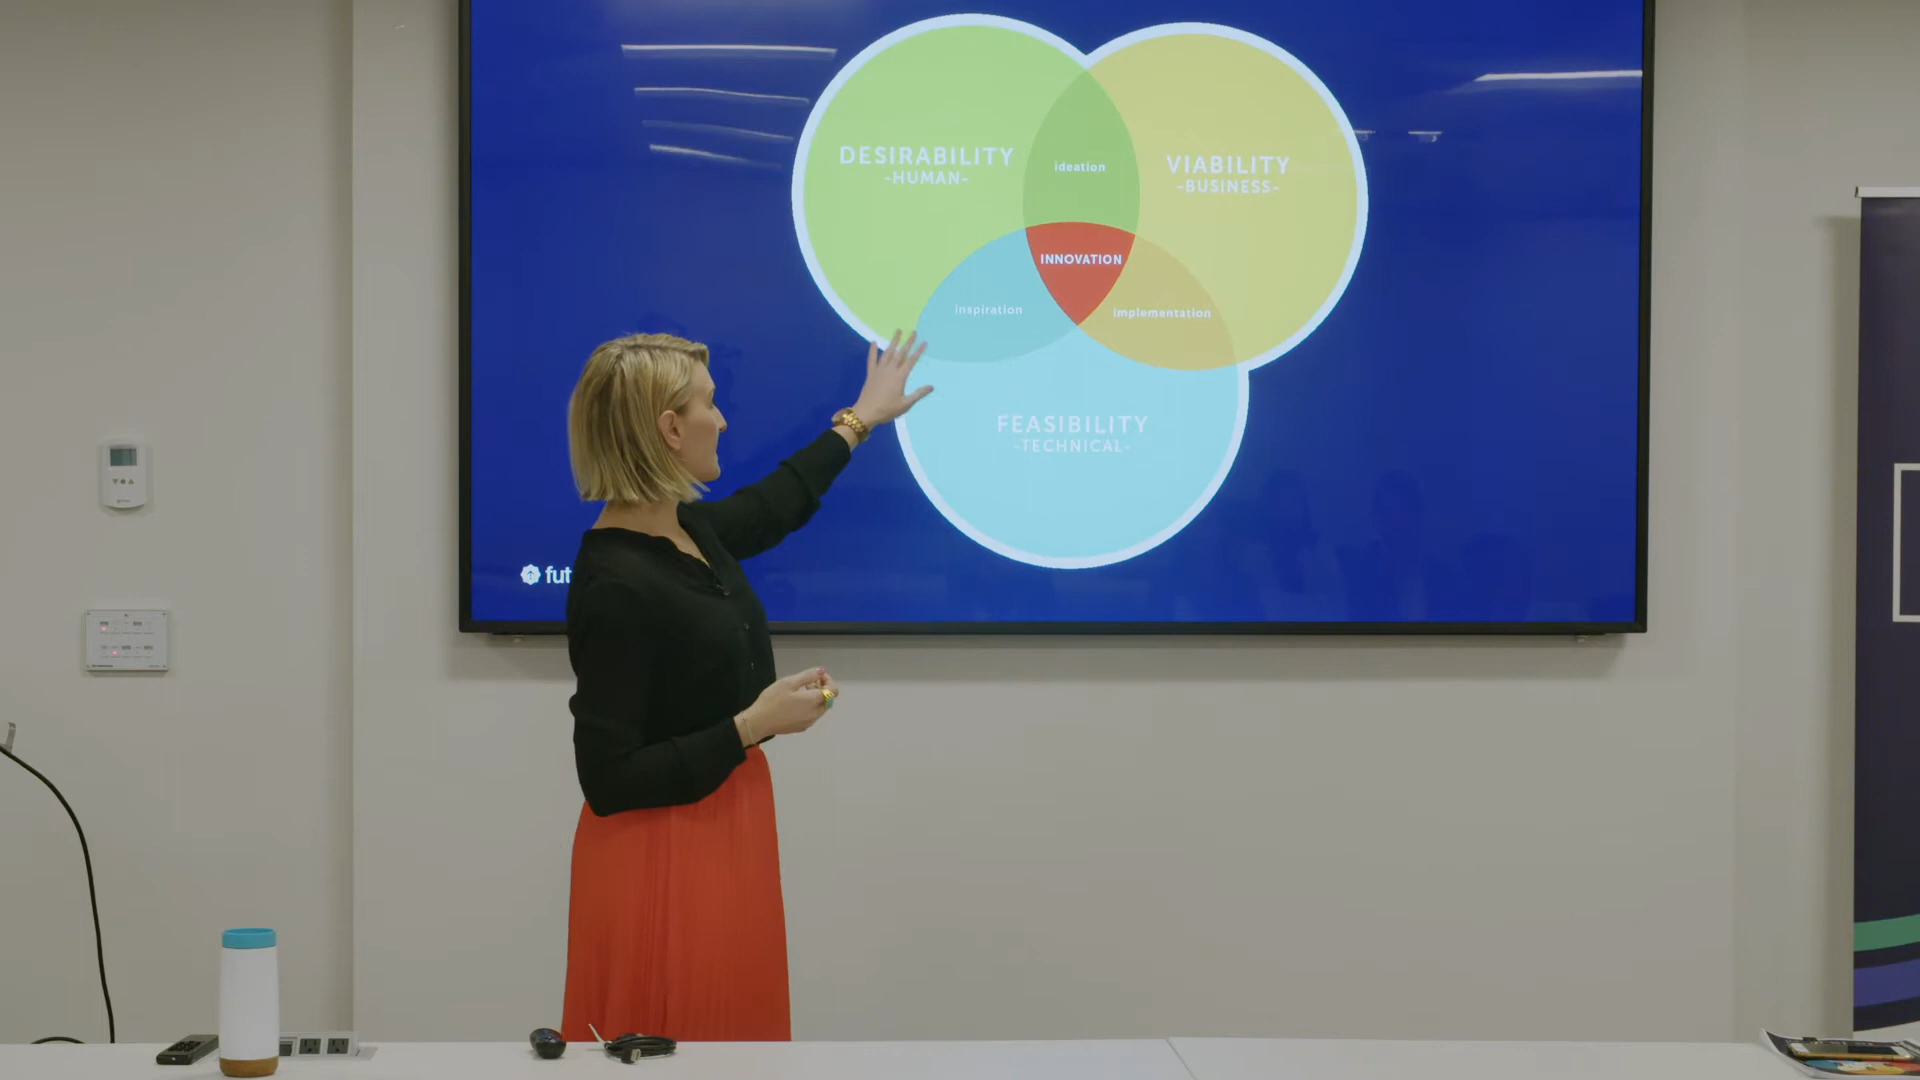 DESIRABILITY
-HUMAN-
ideation
VIABILITY
-BUSINESS-
INNOVATION
inspiration
implementation
FEASIBILITY
-TECHNICAL-
fut